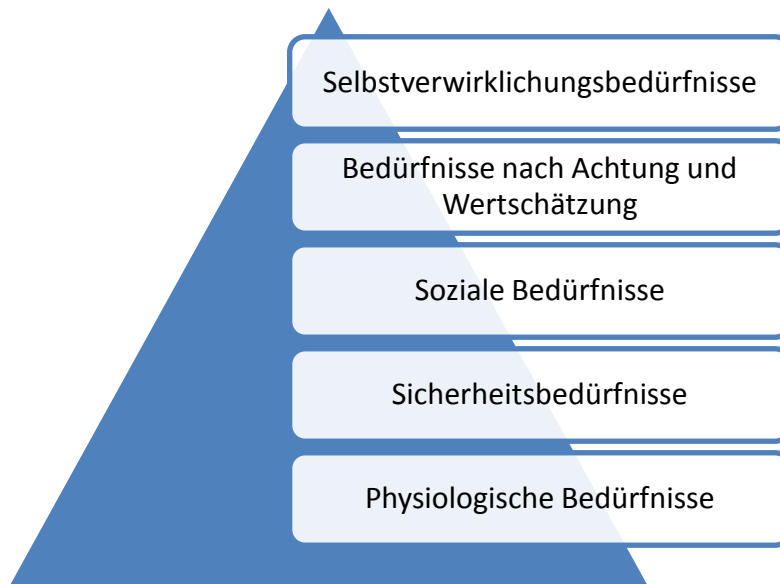 Selbstverwirklichungsbedürfnisse
Bedürfnisse nach Achtung und
Wertschätzung
Soziale Bedürfnisse
Sicherheitsbedürfnisse
Physiologische Bedürfnisse